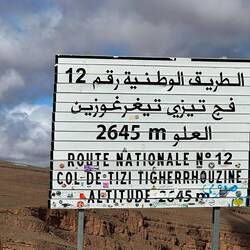 الطريق الوطنية رقم 12
فج تيزي تيغرغوزين
العلو 2645 m
ROUTE NATIONALE N°12
COL DE TIZI TIGHERRHOUZINE
ALTITUDE 2645 m